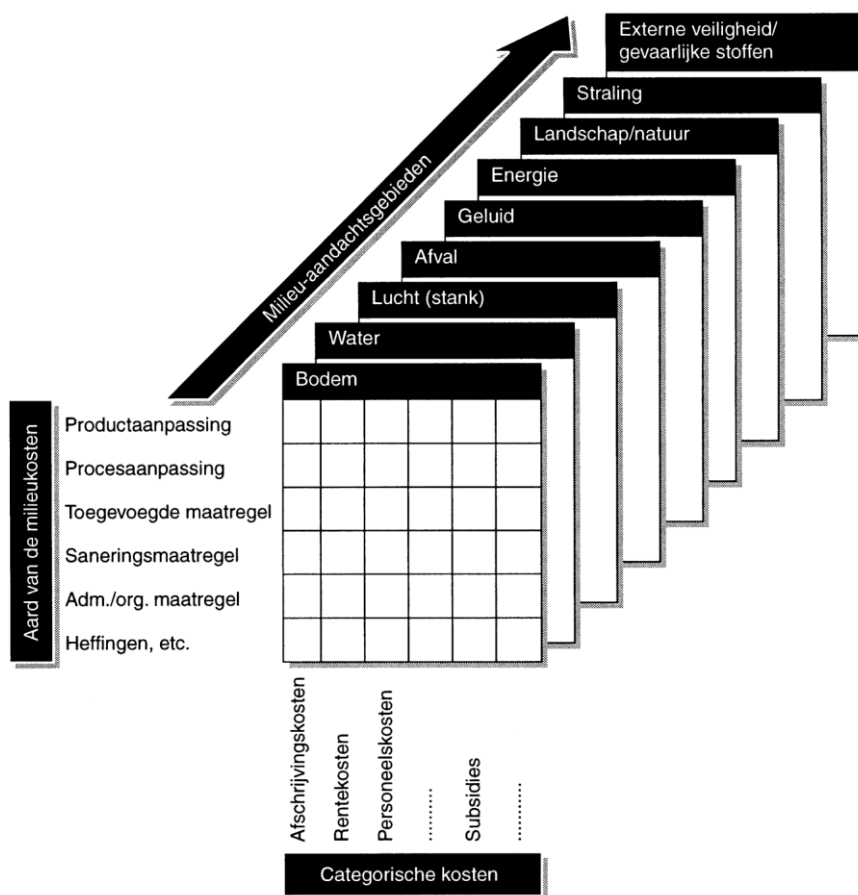 Externe veiligheid/
gevaarlijke stoffen
Straling
Landschap/natuur
Energie
Geluid
Afval
Lucht (stank)
Water
Bodem
Milieu-aandachtsgebieden
Aard van de milieukosten
Productaanpassing
Procesaanpassing
Toegevoegde maatregel
Saneringsmaatregel
Adm./org. maatregel
Heffingen, etc.
Afschrijvingskosten
Rentekosten
Personeelskosten
..........
Subsidies
..........
Categorische kosten